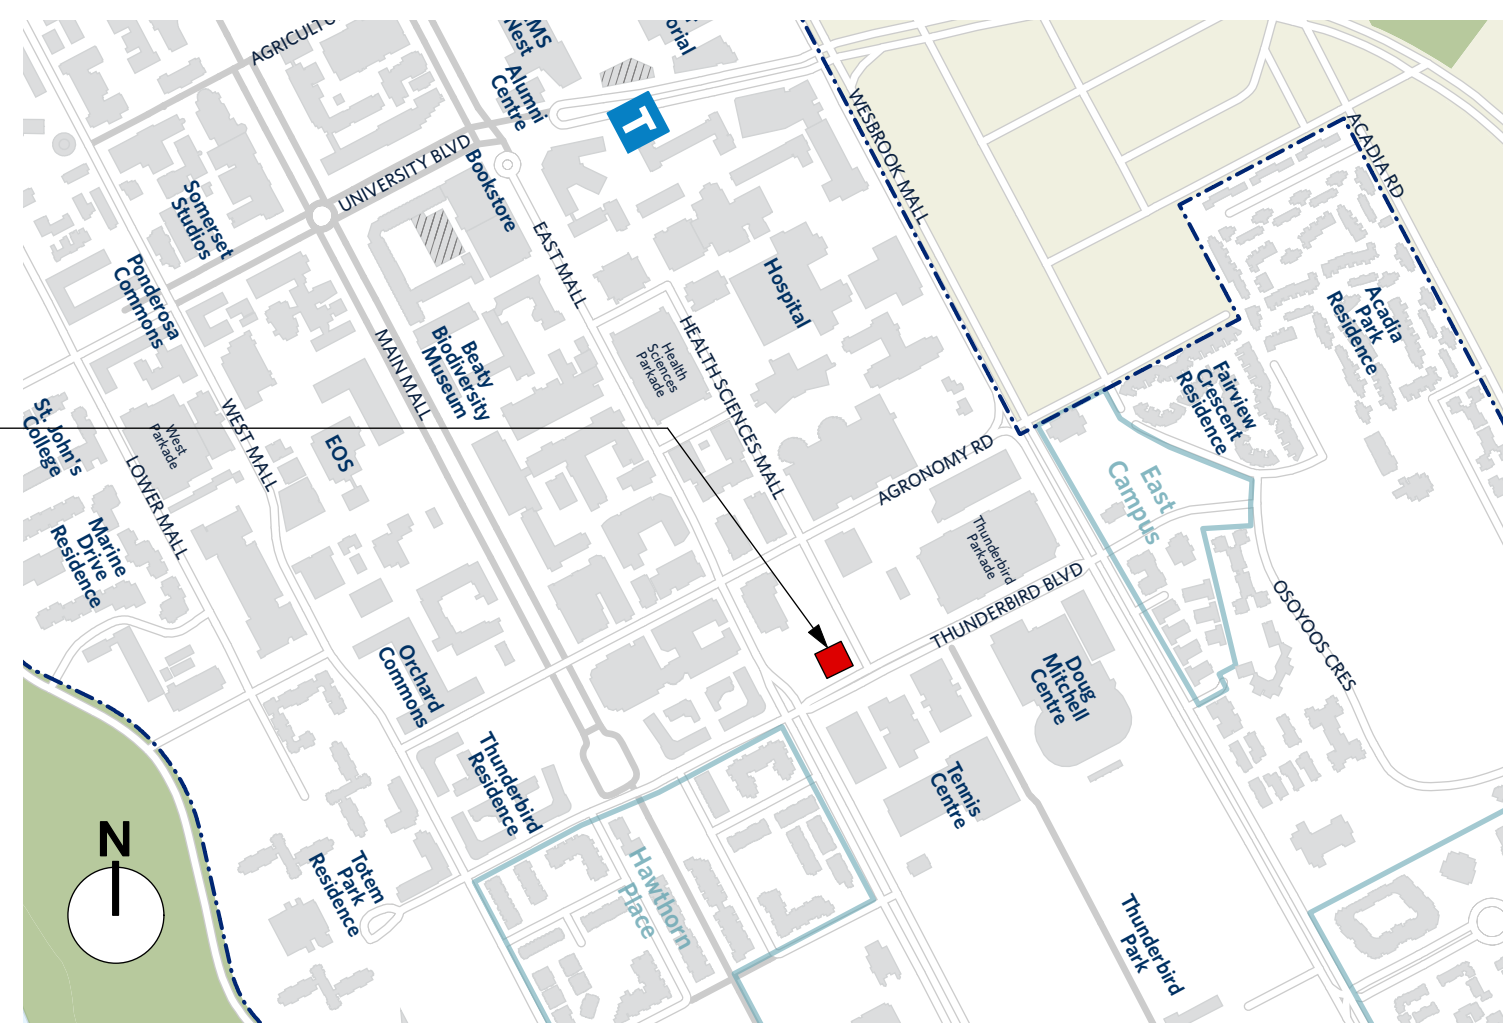 AGRICULTU
MS
Nest
orial
Alumni
Centre
T
UNIVERSITY BLVD
Bookstore
WESBROOK MALL
ACADIA RD
Somerset
Studios
EAST MALL
Ponderosa
Commons
Hospital
Acadia
Park
Residence
MAIN MALL
Beaty
Biodiversity
Museum
HEALTH SCIENCES MALL
Health
Sciences
Parkade
Fairview
Crescent
Residence
St. John's
College
West
Parkade
WEST MALL
EOS
LOWER MALL
AGRONOMY RD
East
Campus
Marine
Drive
Residence
Thunderbird
Parkade
THUNDERBIRD BLVD
OSOYOOS CRES
Orchard
Commons
Doug
Mitchell
Centre
Thunderbird
Residence
Tennis
Centre
N
Totem
Park
Residence
Hawthorn
Place
Thunderbird
Park